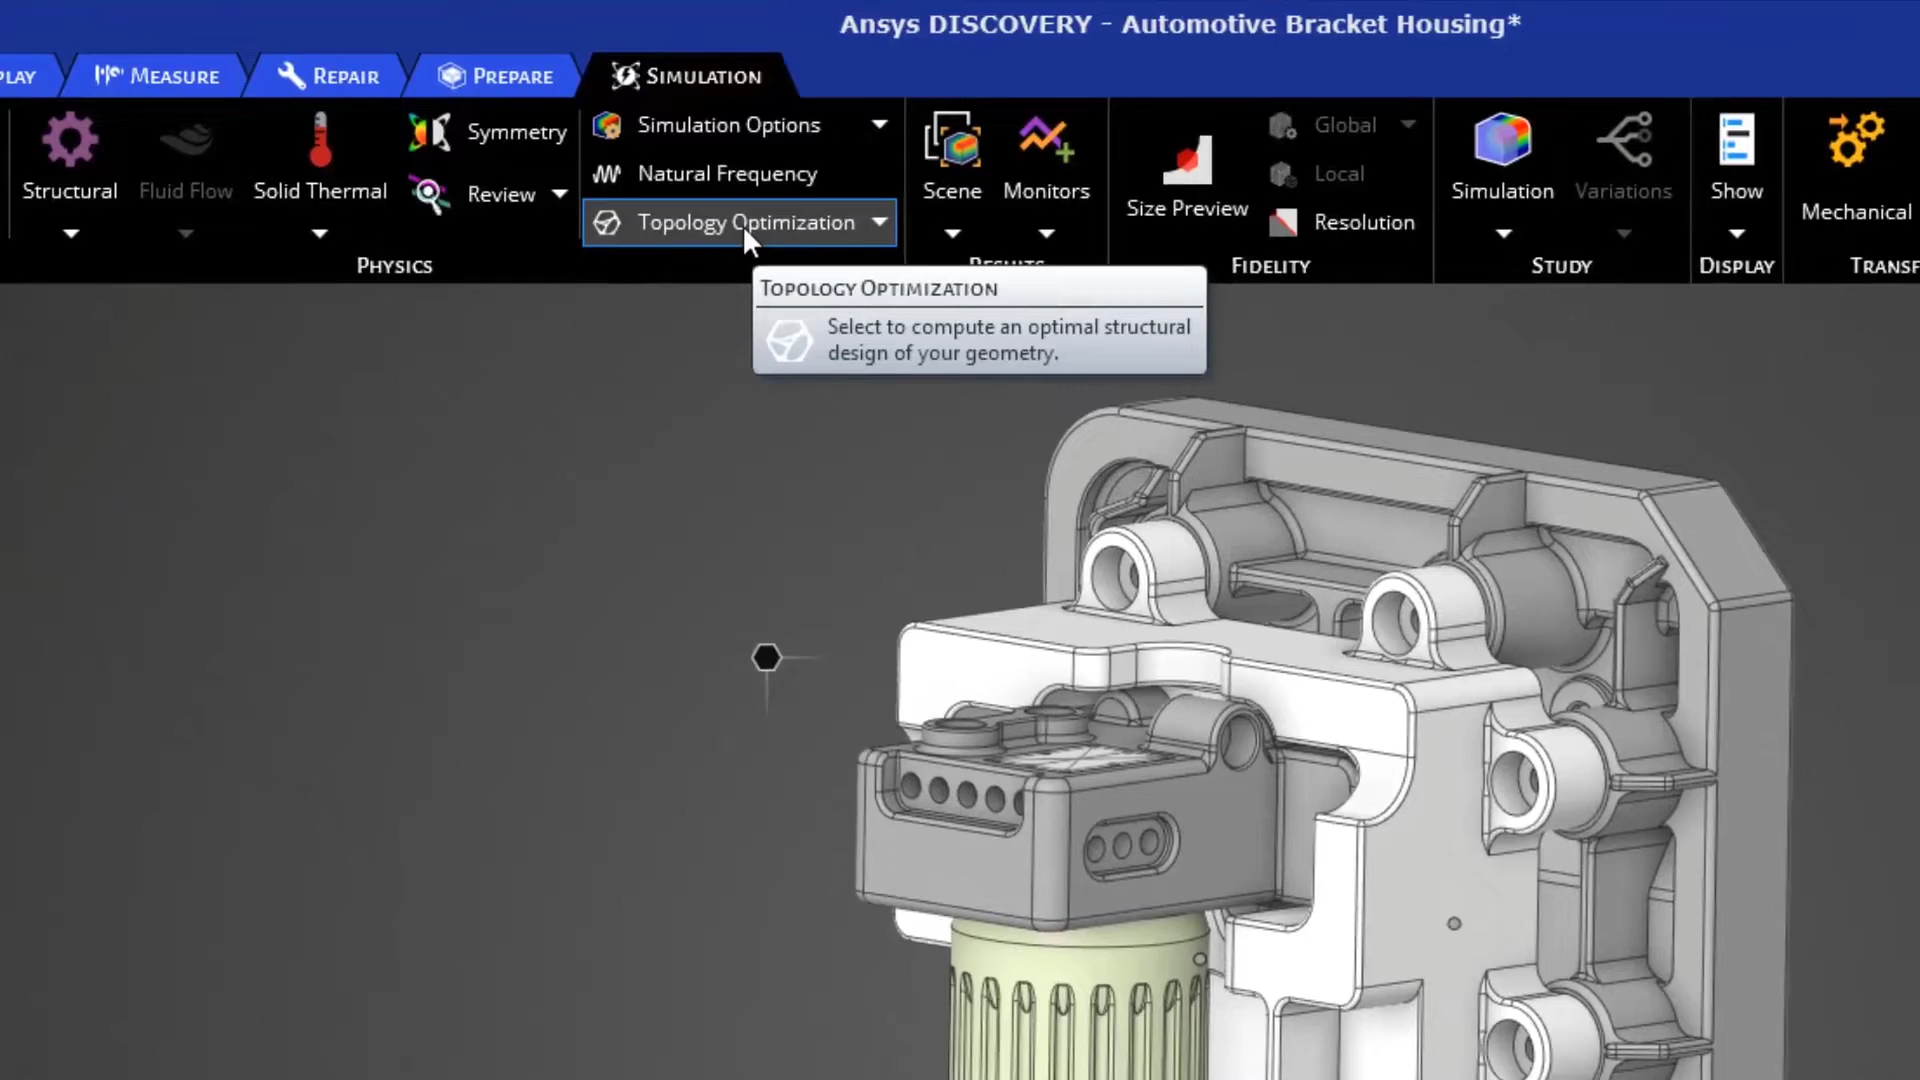 Ansys DISCOVERY - Automotive Bracket Housing*
PLAY
MEASURE
REPAIR
PREPARE
SIMULATION
Structural
Fluid Flow
Solid Thermal
Symmetry
Review
Simulation Options
Natural Frequency
Topology Optimization
Scene
Monitors
Size Preview
Global
Local
Resolution
Simulation
Variations
Show
Mechanical
PHYSICS
RESULTS
FIDELITY
STUDY
DISPLAY
TRANSF
TOPOLOGY OPTIMIZATION
Select to compute an optimal structural
design of your geometry.